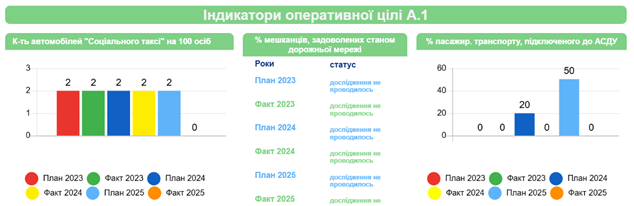 Індикатори оперативної цілі А.1
К-ть автомобілей "Соціального таксі" на 100 осіб
3
2
1
0
2 2 2 2 2 0
План 2023 Факт 2023 План 2024
Факт 2024 План 2025 Факт 2025
% мешканців, задоволених станом
дорожньої мережі
Роки статус
План 2023 дослідження не
проводилось
Факт 2023 дослідження не
проводилось
План 2024 дослідження не
проводилось
Факт 2024 дослідження не
проводилось
План 2025 дослідження не
проводилось
Факт 2025 дослідження не
% пасажир. транспорту, підключеного до АСДУ
60
40
20
0
0 0 20 0 50 0
План 2023 Факт 2023 План 2024
Факт 2024 План 2025 Факт 2025